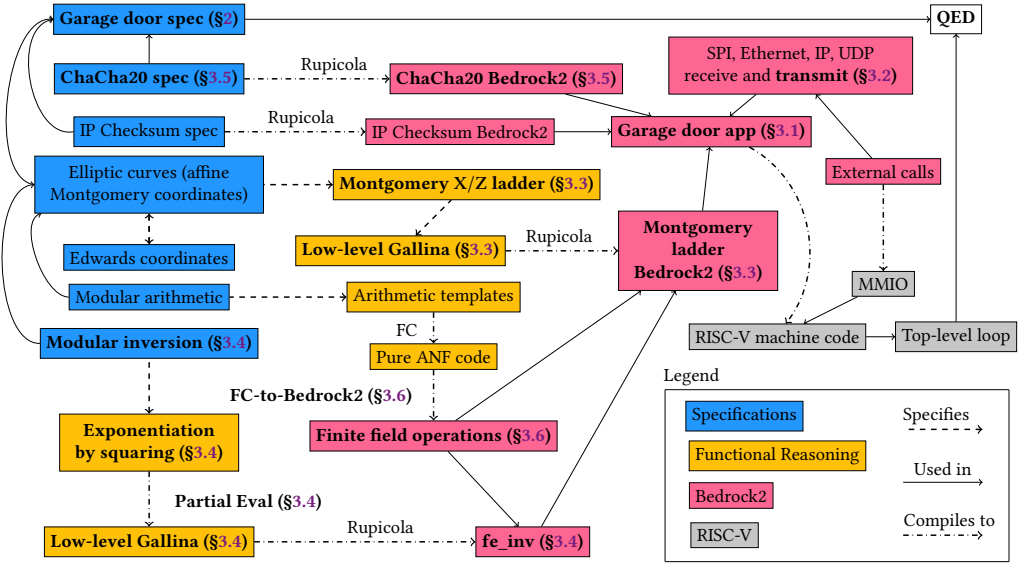 Garage door spec (§2)
QED
ChaCha20 spec (§3.5)
Rupicola
ChaCha20 Bedrock2 (§3.5)
SPI, Ethernet, IP, UDP
receive and transmit (§3.2)
IP Checksum spec
Rupicola
IP Checksum Bedrock2
Garage door app (§3.1)
Elliptic curves (affine
Montgomery coordinates)
Montgomery X/Z ladder (§3.3)
External calls
Edwards coordinates
Low-level Gallina (§3.3)
Rupicola
Montgomery
ladder
Bedrock2 (§3.3)
Modular arithmetic
Arithmetic templates
MMIO
FC
Modular inversion (§3.4)
Pure ANF code
RISC-V machine code
Top-level loop
FC-to-Bedrock2 (§3.6)
Legend
Exponentiation
by squaring (§3.4)
Finite field operations (§3.6)
Specifications
Specifies
Functional Reasoning
Used in
Bedrock2
Compiles to
RISC-V
Partial Eval (§3.4)
Low-level Gallina (§3.4)
Rupicola
fe_inv (§3.4)